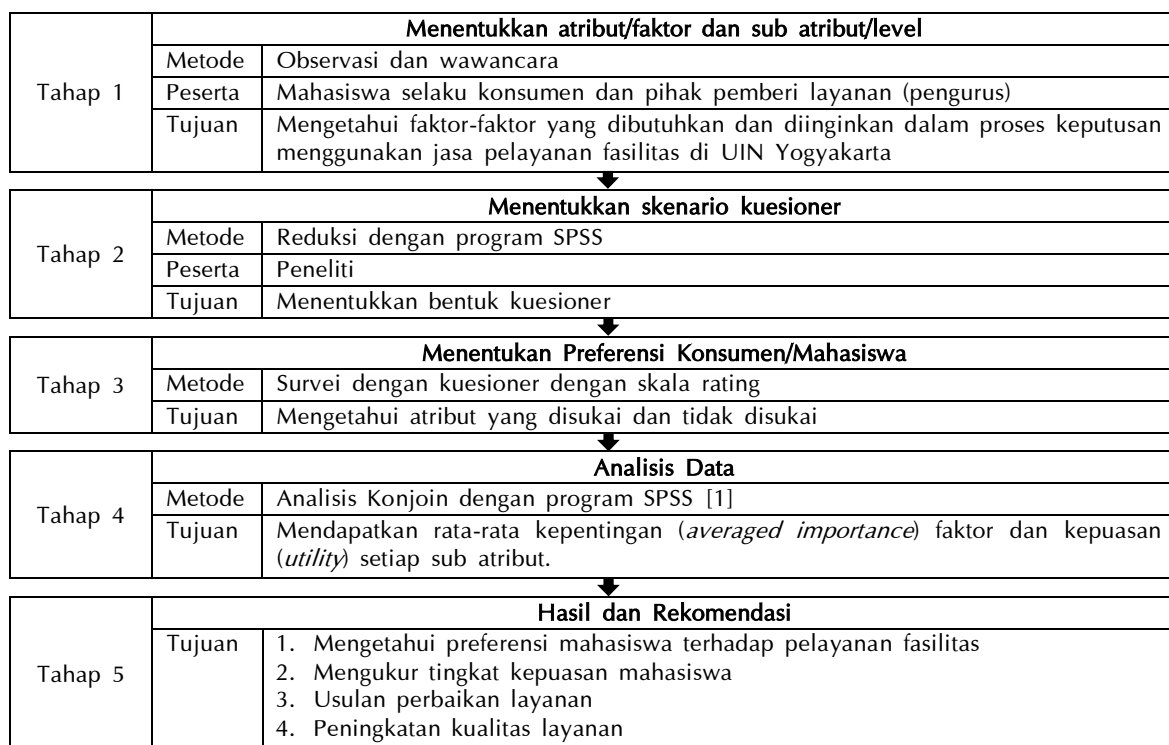 Menentukkan atribut/faktor dan sub atribut/level
Tahap 1
Metode Observasi dan wawancara
Peserta Mahasiswa selaku konsumen dan pihak pemberi layanan (pengurus)
Tujuan Mengetahui faktor-faktor yang dibutuhkan dan diinginkan dalam proses keputusan
menggunakan jasa pelayanan fasilitas di UIN Yogyakarta
Menentukkan skenario kuesioner
Tahap 2
Metode Reduksi dengan program SPSS
Peserta Peneliti
Tujuan Menentukkan bentuk kuesioner
Menentukan Preferensi Konsumen/Mahasiswa
Tahap 3
Metode Survei dengan kuesioner dengan skala rating
Tujuan Mengetahui atribut yang disukai dan tidak disukai
Analisis Data
Tahap 4
Metode Analisis Konjoin dengan program SPSS [1]
Tujuan Mendapatkan rata-rata kepentingan (averaged importance) faktor dan kepuasan
(utility) setiap sub atribut.
Hasil dan Rekomendasi
Tahap 5
Tujuan 1. Mengetahui preferensi mahasiswa terhadap pelayanan fasilitas
2. Mengukur tingkat kepuasan mahasiswa
3. Usulan perbaikan layanan
4. Peningkatan kualitas layanan